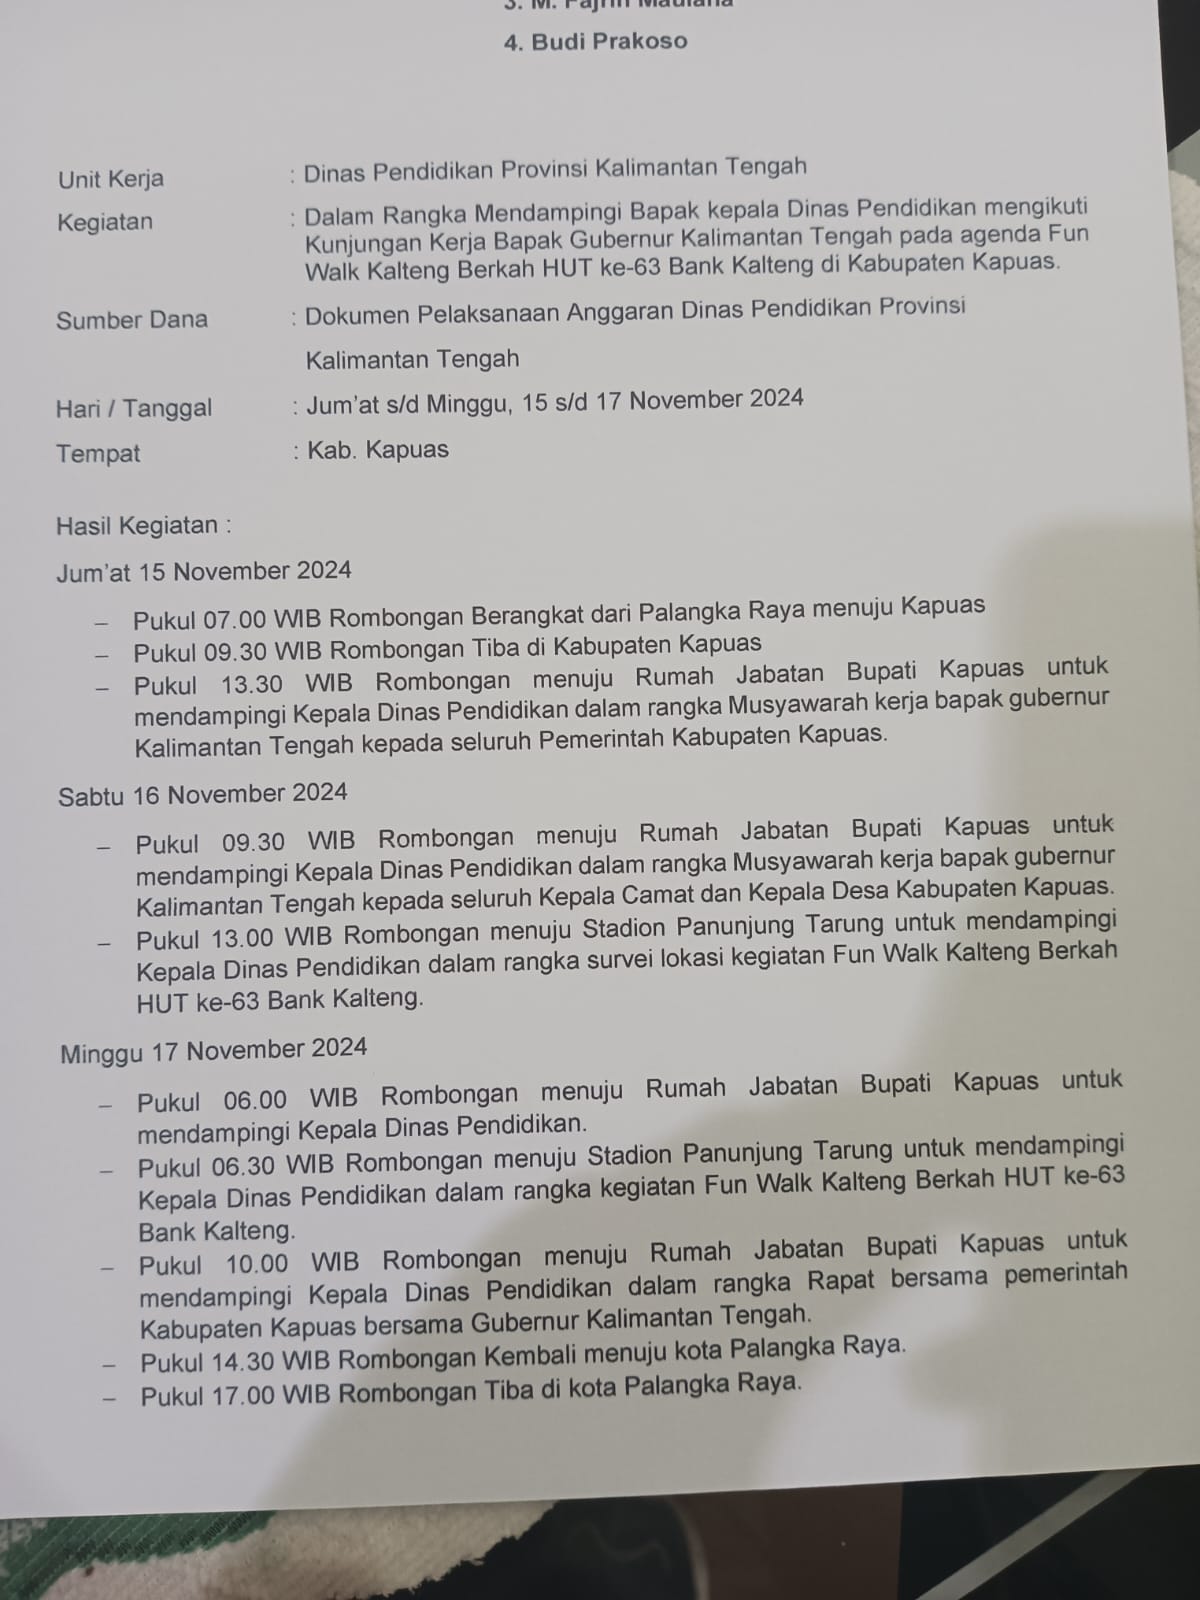 3. M. Fajrin Maulana
4. Budi Prakoso
Unit Kerja : Dinas Pendidikan Provinsi Kalimantan Tengah
Kegiatan : Dalam Rangka Mendampingi Bapak kepala Dinas Pendidikan mengikuti
Kunjungan Kerja Bapak Gubernur Kalimantan Tengah pada agenda Fun
Walk Kalteng Berkah HUT ke-63 Bank Kalteng di Kabupaten Kapuas.
Sumber Dana : Dokumen Pelaksanaan Anggaran Dinas Pendidikan Provinsi
Kalimantan Tengah
Hari / Tanggal : Jum'at s/d Minggu, 15 s/d 17 November 2024
Tempat : Kab. Kapuas
Hasil Kegiatan :
Jum'at 15 November 2024
– Pukul 07.00 WIB Rombongan Berangkat dari Palangka Raya menuju Kapuas
– Pukul 09.30 WIB Rombongan Tiba di Kabupaten Kapuas
– Pukul 13.30 WIB Rombongan menuju Rumah Jabatan Bupati Kapuas untuk
mendampingi Kepala Dinas Pendidikan dalam rangka Musyawarah kerja bapak gubernur
Kalimantan Tengah kepada seluruh Pemerintah Kabupaten Kapuas.
Sabtu 16 November 2024
– Pukul 09.30 WIB Rombongan menuju Rumah Jabatan Bupati Kapuas untuk
mendampingi Kepala Dinas Pendidikan dalam rangka Musyawarah kerja bapak gubernur
Kalimantan Tengah kepada seluruh Kepala Camat dan Kepala Desa Kabupaten Kapuas.
– Pukul 13.00 WIB Rombongan menuju Stadion Panunjung Tarung untuk mendampingi
Kepala Dinas Pendidikan dalam rangka survei lokasi kegiatan Fun Walk Kalteng Berkah
HUT ke-63 Bank Kalteng.
Minggu 17 November 2024
– Pukul 06.00 WIB Rombongan menuju Rumah Jabatan Bupati Kapuas untuk
mendampingi Kepala Dinas Pendidikan.
– Pukul 06.30 WIB Rombongan menuju Stadion Panunjung Tarung untuk mendampingi
Kepala Dinas Pendidikan dalam rangka kegiatan Fun Walk Kalteng Berkah HUT ke-63
Bank Kalteng.
– Pukul 10.00 WIB Rombongan menuju Rumah Jabatan Bupati Kapuas untuk
mendampingi Kepala Dinas Pendidikan dalam rangka Rapat bersama pemerintah
Kabupaten Kapuas bersama Gubernur Kalimantan Tengah.
– Pukul 14.30 WIB Rombongan Kembali menuju kota Palangka Raya.
– Pukul 17.00 WIB Rombongan Tiba di kota Palangka Raya.